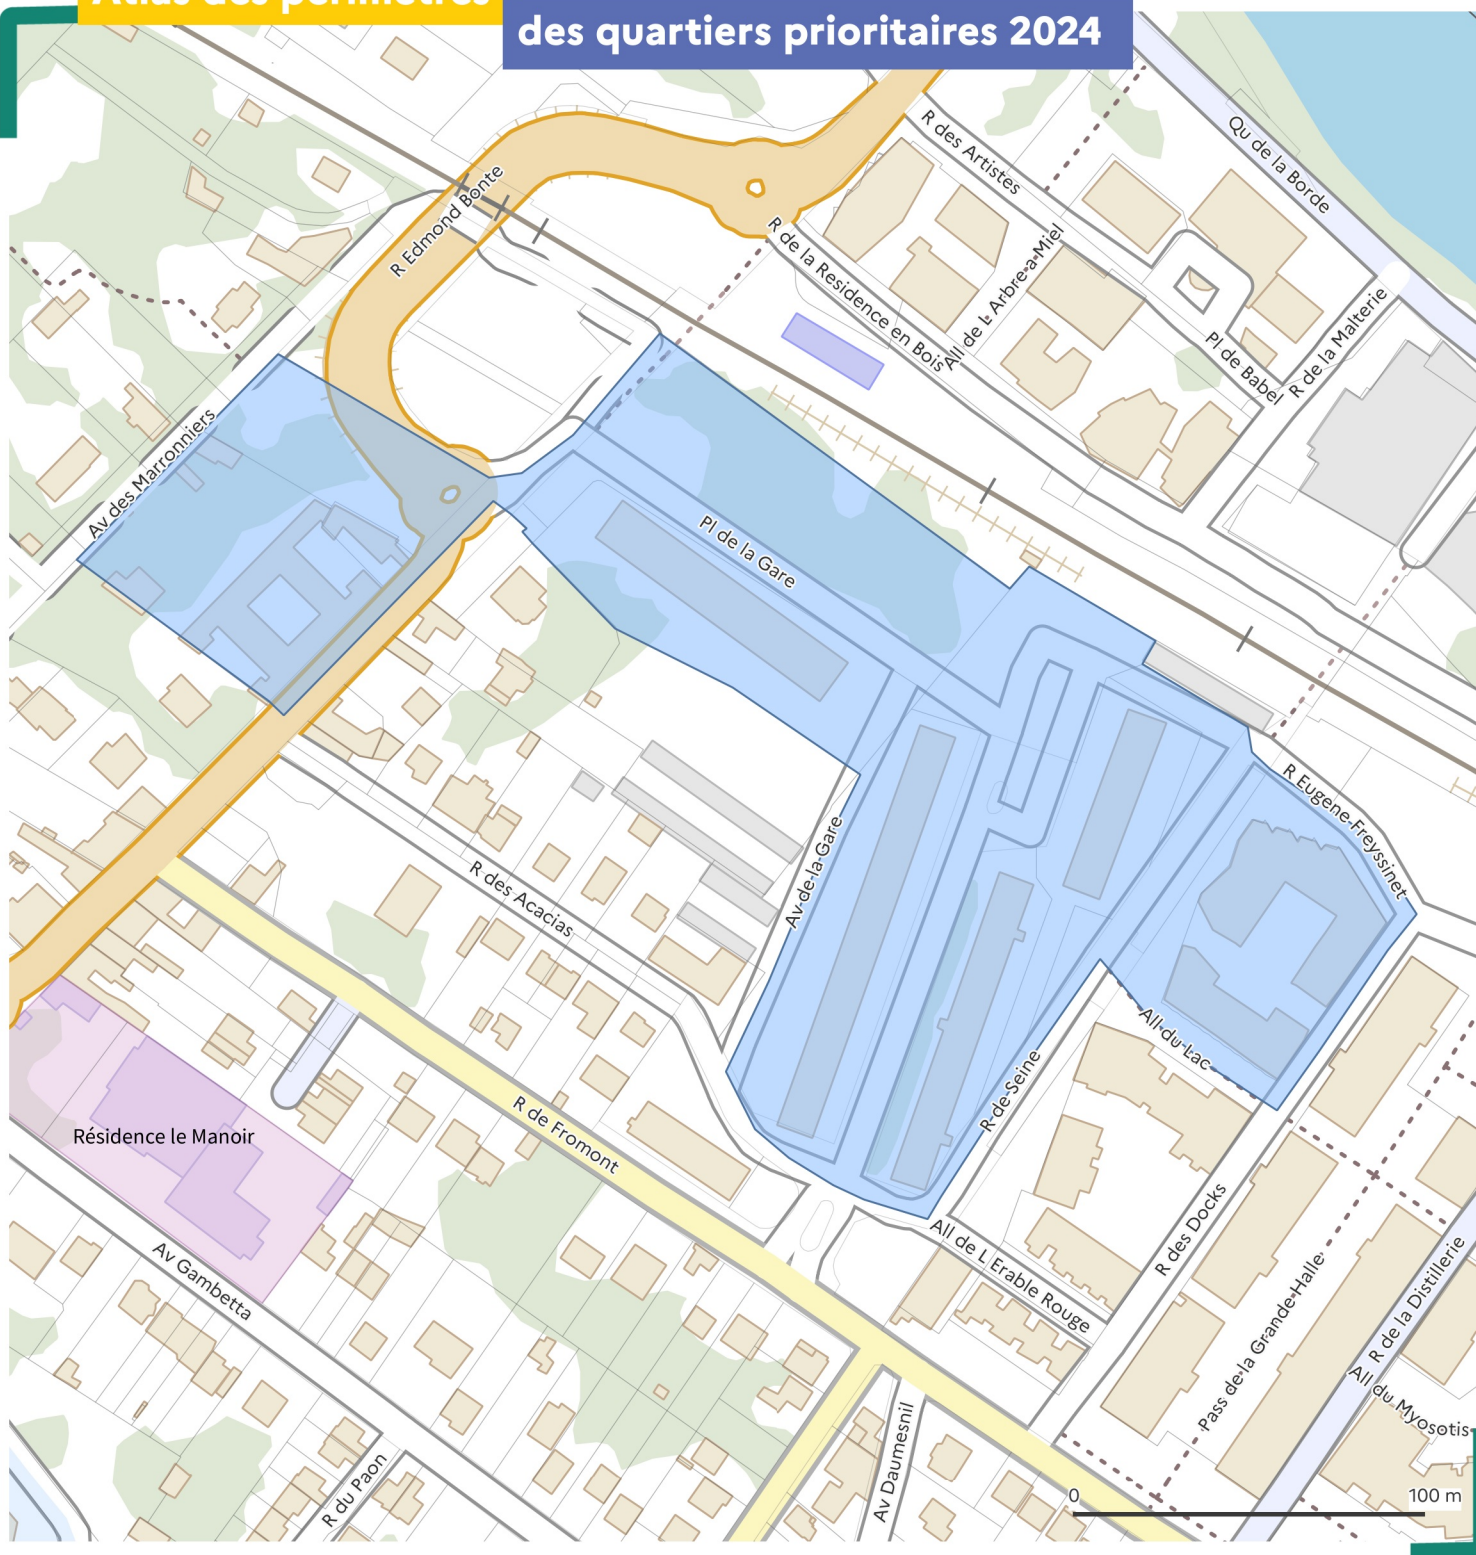 Atlas des périmètres
des quartiers prioritaires 2024
Qu de la Borde
R des Artistes
R Edmond Bonte
R de la Residence en Bois
All de L Arbre-a-Miel
R de la Malterie
Pl de Babel
Av des Marronniers
Pl de la Gare
R Eugene-Freyssinet
Av de la Gare
R des Acacias
All du Lac
R de Seine
R de Fromont
Résidence le Manoir
R des Docks
All de L Erable Rouge
Av Gambetta
Pass de la Grande-Halle
R de la Distillerie
All du Myosotis
Av Daumesnil
R du Paon
0 100 m